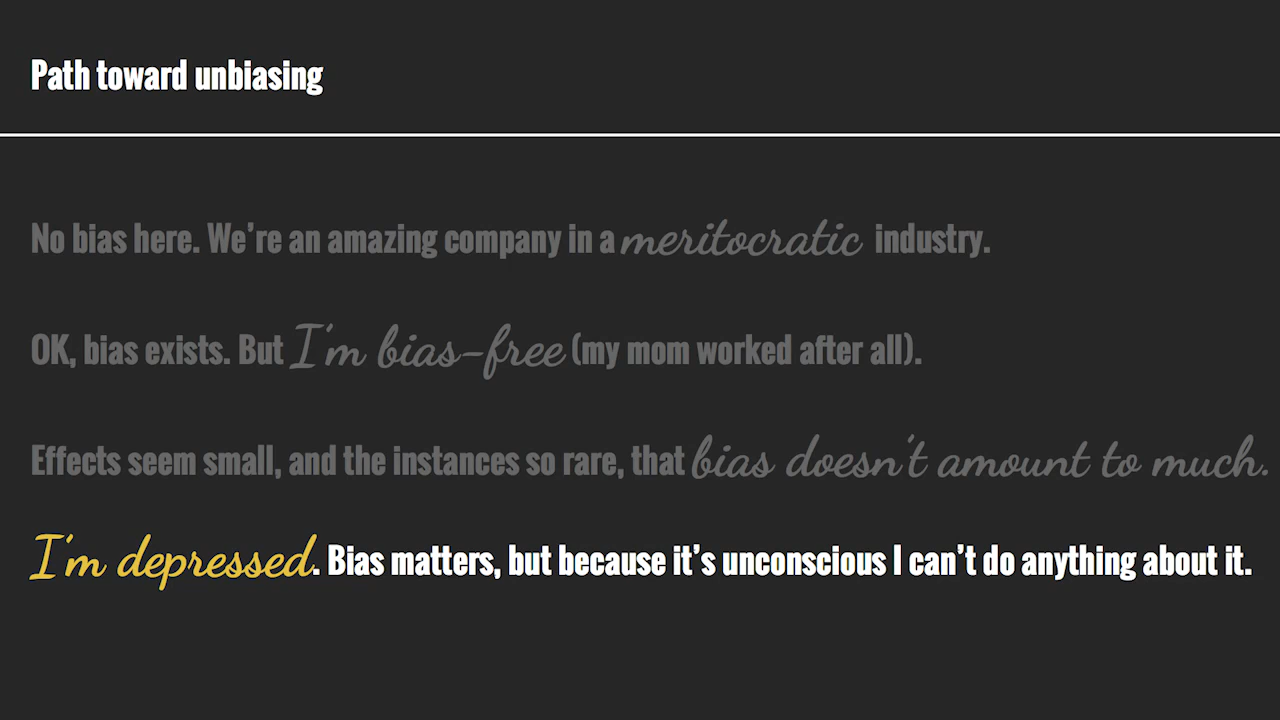 Path toward unbiasing
No bias here. We're an amazing company in a meritocratic industry.
OK, bias exists. But I'm bias-free (my mom worked after all).
Effects seem small, and the instances so rare, that bias doesn't amount to much.
I'm depressed. Bias matters, but because it's unconscious I can't do anything about it.